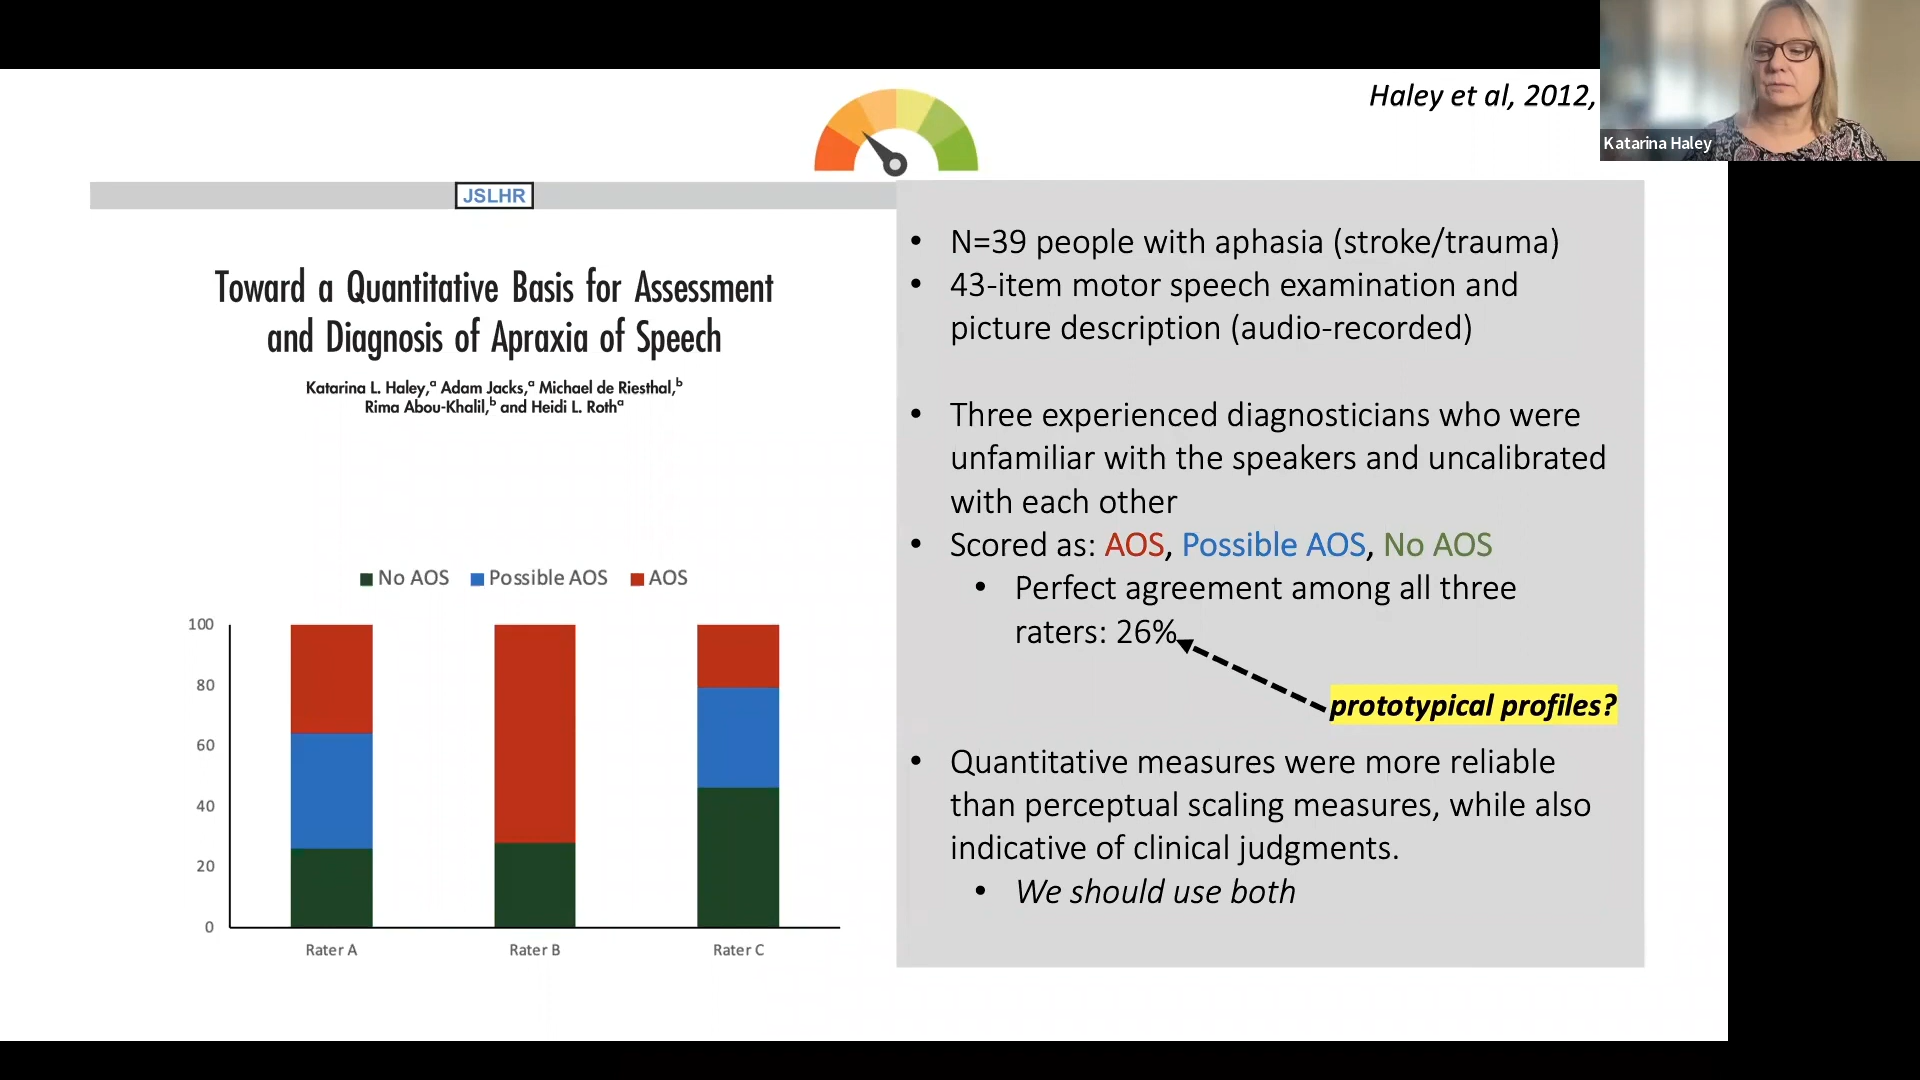 Haley et al, 2012,
Katarina Haley
JSLHR
Toward a Quantitative Basis for Assessment
and Diagnosis of Apraxia of Speech
Katarina L. Haley,a Adam Jacks,a Michael de Riesthal,b
Rima Abou-Khalil,b and Heidi L. Rotha
No AOS Possible AOS AOS
100
80
60
40
20
0
Rater A Rater B Rater C
• N=39 people with aphasia (stroke/trauma)
• 43-item motor speech examination and
picture description (audio-recorded)
• Three experienced diagnosticians who were
unfamiliar with the speakers and uncalibrated
with each other
• Scored as: AOS, Possible AOS, No AOS
• Perfect agreement among all three
raters: 26%
prototypical profiles?
• Quantitative measures were more reliable
than perceptual scaling measures, while also
indicative of clinical judgments.
• We should use both